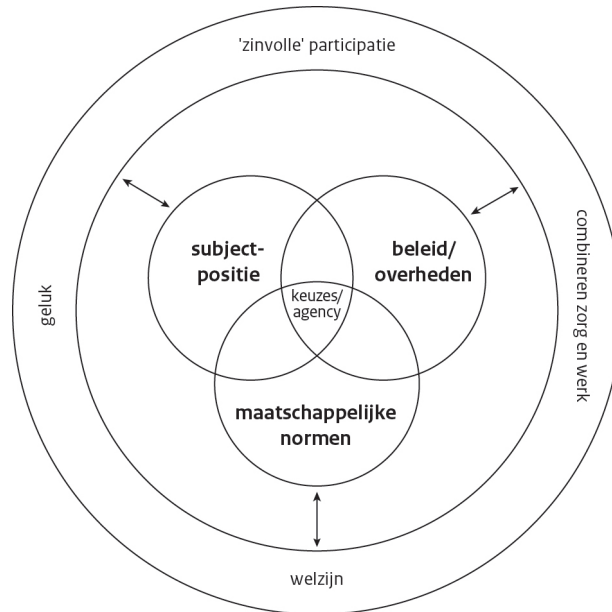 'zinvolle' participatie
subject-
positie
beleid/
overheden
keuzes/
agency
maatschappelijke
normen
geluk
combineren zorg en werk
welzijn